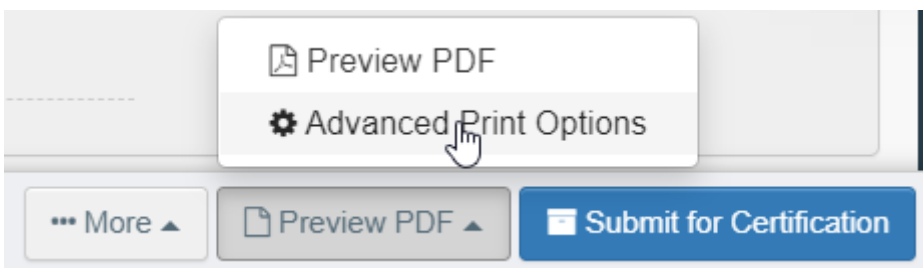 Preview PDF
Advanced Print Options
More Preview PDF Submit for Certification